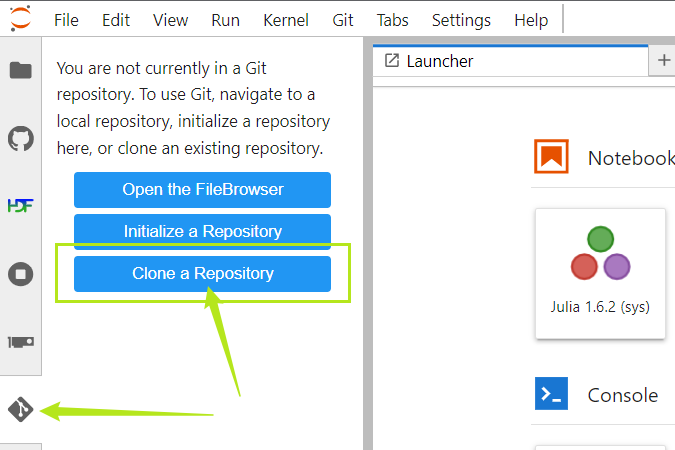 File Edit View Run Kernel Git Tabs Settings Help
You are not currently in a Git
repository. To use Git, navigate to a
local repository, initialize a repository
here, or clone an existing repository.
Open the FileBrowser
Initialize a Repository
Clone a Repository
HDF
Launcher
Notebook
Julia 1.6.2 (sys)
Console